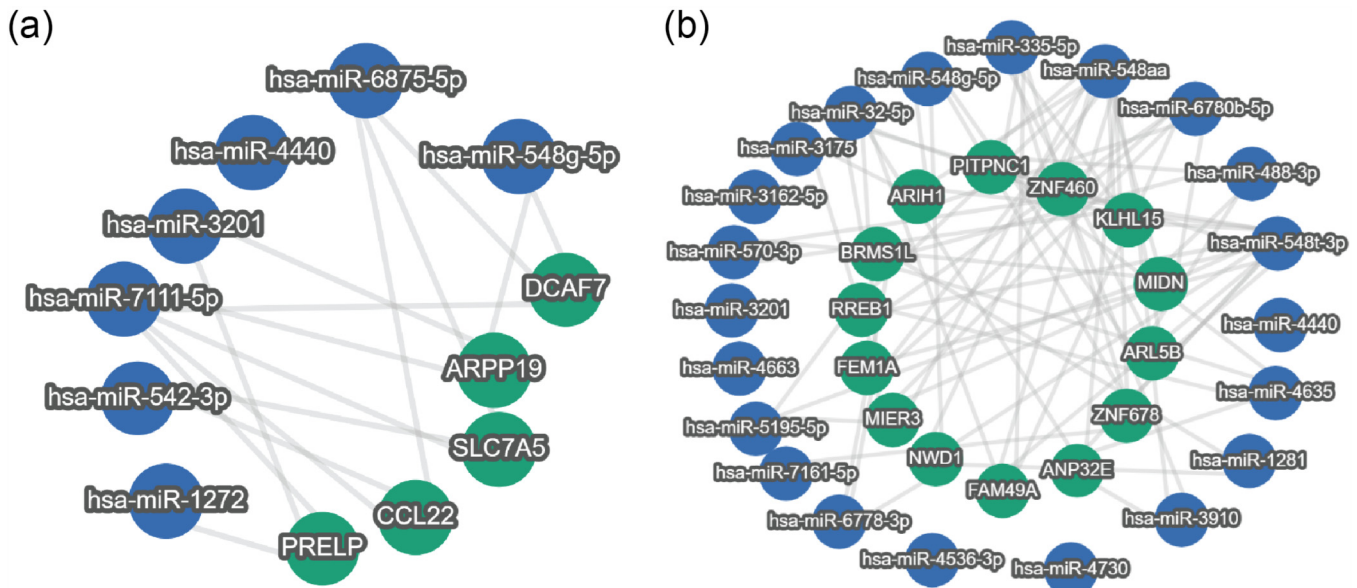 (a)
hsa-miR-6875-5p
hsa-miR-4440
hsa-miR-548g-5p
hsa-miR-3201
hsa-miR-7111-5p
DCAF7
ARPP19
hsa-miR-542-3p
SLC7A5
hsa-miR-1272
CCL22
PRELP
(b)
hsa-miR-335-5p
hsa-miR-548aa
hsa-miR-548g-5p
hsa-miR-6780b-5p
hsa-miR-32-5p
hsa-miR-3175
PITPNC1
hsa-miR-488-3p
ZNF460
hsa-miR-3162-5p
ARIH1
KLHL15
hsa-miR-548t-3p
hsa-miR-570-3p
BRMS1L
MIDN
hsa-miR-3201
RREB1
hsa-miR-4440
ARL5B
hsa-miR-4663
FEM1A
hsa-miR-4635
ZNF678
MIER3
hsa-miR-5195-5p
NWD1
hsa-miR-1281
hsa-miR-7161-5p
ANP32E
FAM49A
hsa-miR-6778-3p
hsa-miR-3910
hsa-miR-4536-3p
hsa-miR-4730